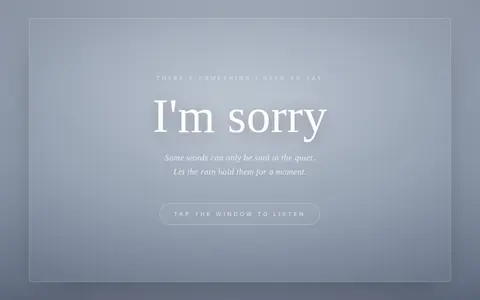 THERE'S SOMETHING I NEED TO SAY
I'm sorry
Some words can only be said in the quiet.
Let the rain hold them for a moment.
TAP THE WINDOW TO LISTEN